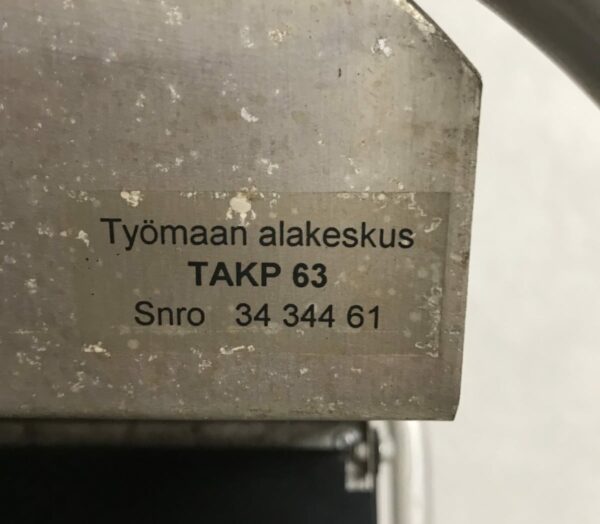 Työmaan alakeskus
TAKP 63
Snro 34 344 61